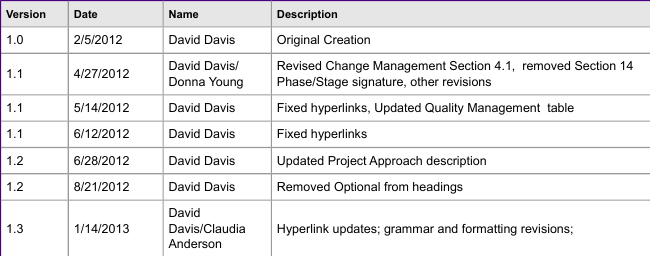 Version Date Name Description
1.0 2/5/2012 David Davis Original Creation
1.1 4/27/2012 David Davis/ Donna Young Revised Change Management Section 4.1, removed Section 14 Phase/Stage signature, other revisions
1.1 5/14/2012 David Davis Fixed hyperlinks, Updated Quality Management table
1.1 6/12/2012 David Davis Fixed hyperlinks
1.2 6/28/2012 David Davis Updated Project Approach description
1.2 8/21/2012 David Davis Removed Optional from headings
1.3 1/14/2013 David Davis/Claudia Anderson Hyperlink updates; grammar and formatting revisions;